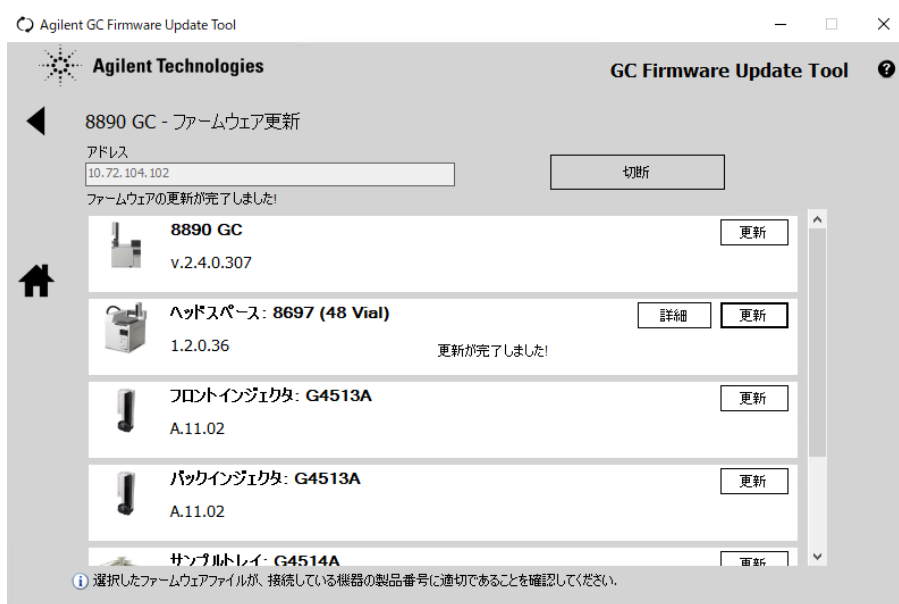 Agilent GC Firmware Update Tool
Agilent Technologies
GC Firmware Update Tool
8890 GC - ファームウェア更新
アドレス
10.72.104.102
切断
ファームウェアの更新が完了しました!
8890 GC
更新
v.2.4.0.307
ヘッドスペース: 8697 (48 Vial)
詳細
更新
1.2.0.36
更新が完了しました!
フロントインジェクタ: G4513A
更新
A.11.02
バックインジェクタ: G4513A
更新
A.11.02
サンプルトレイ: G4514A
更新
選択したファームウェアファイルが、接続している機器の製品番号に適切であることを確認してください.